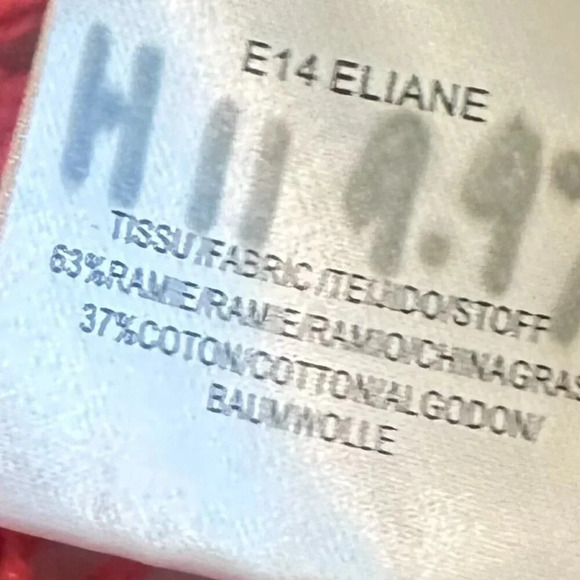 E14 ELIANE
TISSU/FABRIC/TEJIDO/STOFF
63%RAMIE/RAMIE/RAMIO/CHINAGRAS
37%COTON/COTTON/ALGODON/
BAUMWOLLE